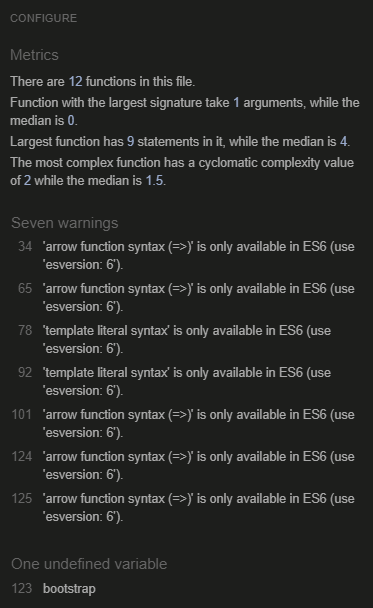 CONFIGURE
Metrics
There are 12 functions in this file.
Function with the largest signature take 1 arguments, while the
median is 0.
Largest function has 9 statements in it, while the median is 4.
The most complex function has a cyclomatic complexity value
of 2 while the median is 1.5.
Seven warnings
34 'arrow function syntax (=>)' is only available in ES6 (use
'esversion: 6').
65 'arrow function syntax (=>)' is only available in ES6 (use
'esversion: 6').
78 'template literal syntax' is only available in ES6 (use
'esversion: 6').
92 'template literal syntax' is only available in ES6 (use
'esversion: 6').
101 'arrow function syntax (=>)' is only available in ES6 (use
'esversion: 6').
124 'arrow function syntax (=>)' is only available in ES6 (use
'esversion: 6').
125 'arrow function syntax (=>)' is only available in ES6 (use
'esversion: 6').
One undefined variable
123 bootstrap